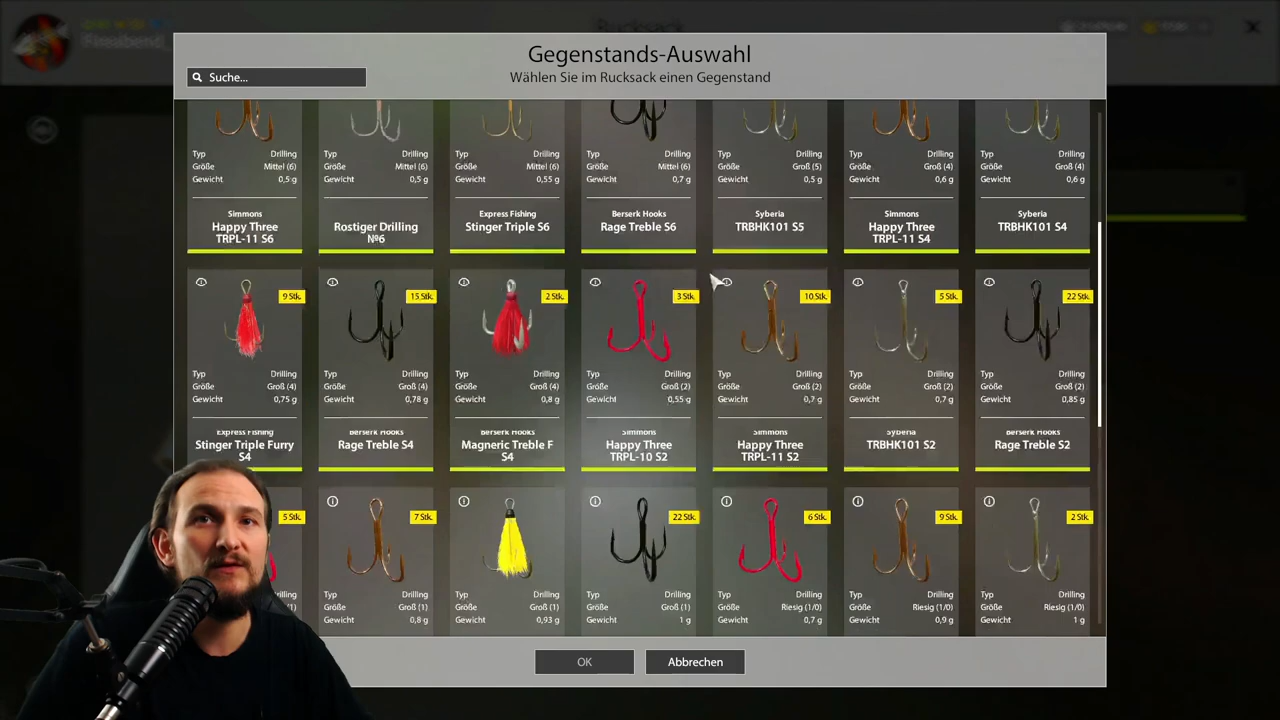 Gegenstands-Auswahl
Suche...
Wählen Sie im Rucksack einen Gegenstand
Typ Drilling
Größe Mittel (6)
Gewicht 0,5 g
Simmons
Happy Three
TRPL-11 S6
Typ Drilling
Größe Mittel (6)
Gewicht 0,5 g
Rostiger Drilling
№6
Typ Drilling
Größe Mittel (6)
Gewicht 0,55 g
Express Fishing
Stinger Triple S6
Typ Drilling
Größe Mittel (6)
Gewicht 0,7 g
Berserk Hooks
Rage Treble S6
Typ Drilling
Größe Groß (5)
Gewicht 0,5 g
Syberia
TRBHK101 S5
Typ Drilling
Größe Groß (4)
Gewicht 0,6 g
Simmons
Happy Three
TRPL-11 S4
Typ Drilling
Größe Groß (4)
Gewicht 0,6 g
Syberia
TRBHK101 S4
9 Stk.
Typ Drilling
Größe Groß (4)
Gewicht 0,75 g
Express Fishing
Stinger Triple Furry
S4
15 Stk.
Typ Drilling
Größe Groß (4)
Gewicht 0,78 g
Berserk Hooks
Rage Treble S4
2 Stk.
Typ Drilling
Größe Groß (4)
Gewicht 0,8 g
Berserk Hooks
Magneric Treble F
S4
3 Stk.
Typ Drilling
Größe Groß (2)
Gewicht 0,55 g
Simmons
Happy Three
TRPL-10 S2
10 Stk.
Typ Drilling
Größe Groß (2)
Gewicht 0,7 g
Simmons
Happy Three
TRPL-11 S2
5 Stk.
Typ Drilling
Größe Groß (2)
Gewicht 0,7 g
Syberia
TRBHK101 S2
22 Stk.
Typ Drilling
Größe Groß (2)
Gewicht 0,85 g
Berserk Hooks
Rage Treble S2
5 Stk.
7 Stk.
Typ Drilling
Größe Groß (1)
Gewicht 0,8 g
Typ Drilling
Größe Groß (1)
Gewicht 0,93 g
22 Stk.
Typ Drilling
Größe Groß (1)
Gewicht 1 g
6 Stk.
Typ Drilling
Größe Riesig (1/0)
Gewicht 0,7 g
9 Stk.
Typ Drilling
Größe Riesig (1/0)
Gewicht 0,9 g
2 Stk.
Typ Drilling
Größe Riesig (1/0)
Gewicht 1 g
OK
Abbrechen